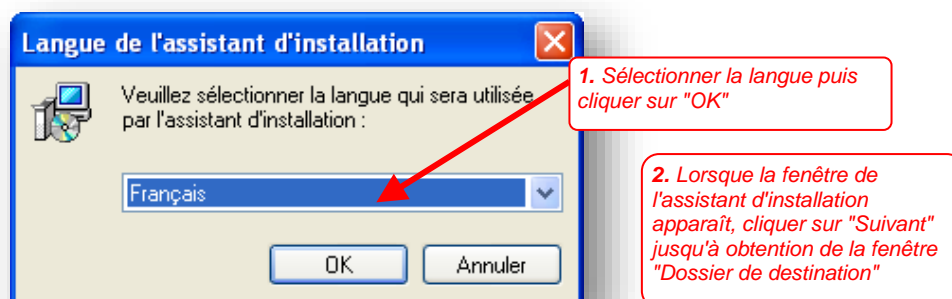 Langue de l'assistant d'installation
Veuillez sélectionner la langue qui sera utilisée
par l'assistant d'installation :
Français
OK
Annuler
1. Sélectionner la langue puis
cliquer sur "OK"
2. Lorsque la fenêtre de
l'assistant d'installation
apparaît, cliquer sur "Suivant"
jusqu'à obtention de la fenêtre
"Dossier de destination"